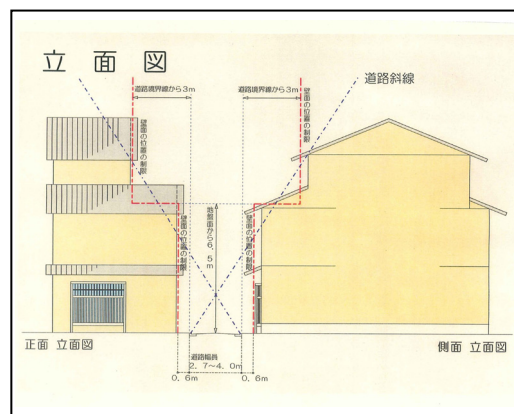 立面図
道路斜線
道路境界線から3m
道路境界線から3m
壁面の位置の制限
壁面の位置の制限
地盤面から6.5m
壁面の位置の制限
壁面の位置の制限
正面 立面図
側面 立面図
道路幅員
2.7～4.0m
0.6m
0.6m